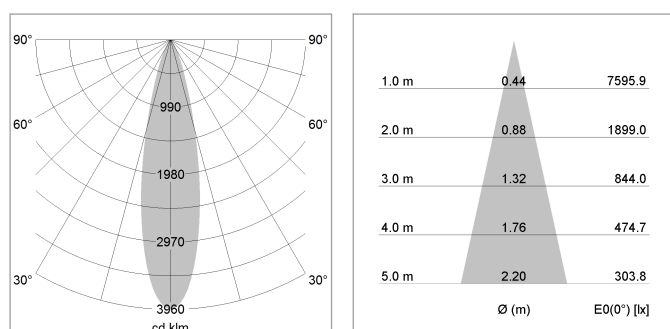 90° 90°
990
60° 60°
1980
2970
30° 30°
3960
cd klm
1.0 m 0.44 7595.9
2.0 m 0.88 1899.0
3.0 m 1.32 844.0
4.0 m 1.76 474.7
5.0 m 2.20 303.8
Ø (m) E0(0°) [lx]